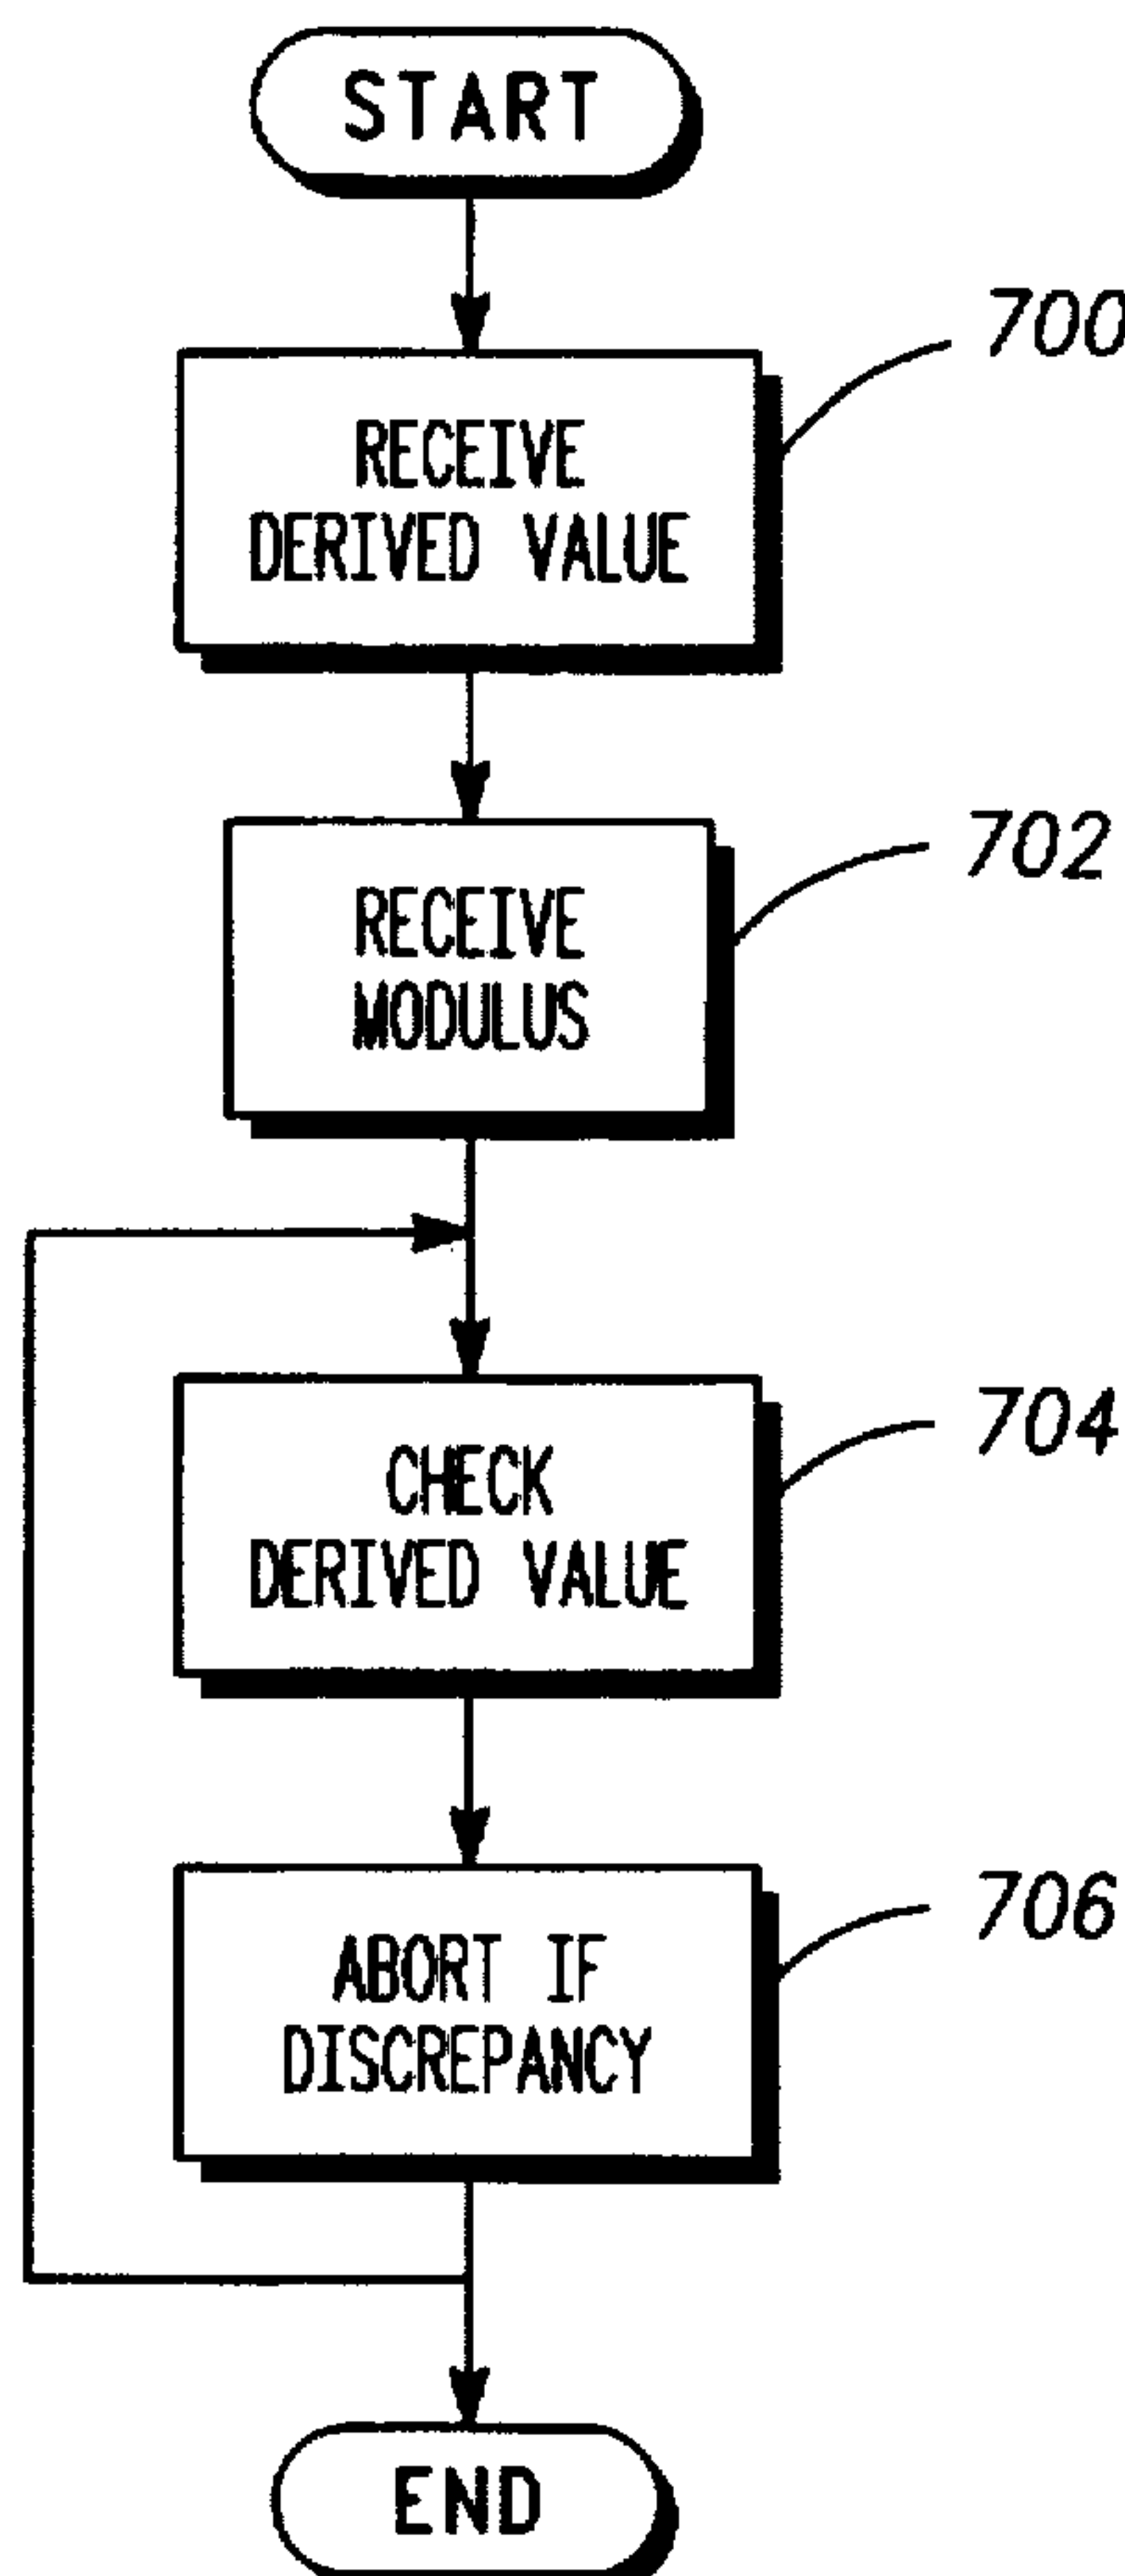 START
700
RECEIVE
DERIVED VALUE
702
RECEIVE
MODULUS
704
CHECK
DERIVED VALUE
706
ABORT IF
DISCREPANCY
END